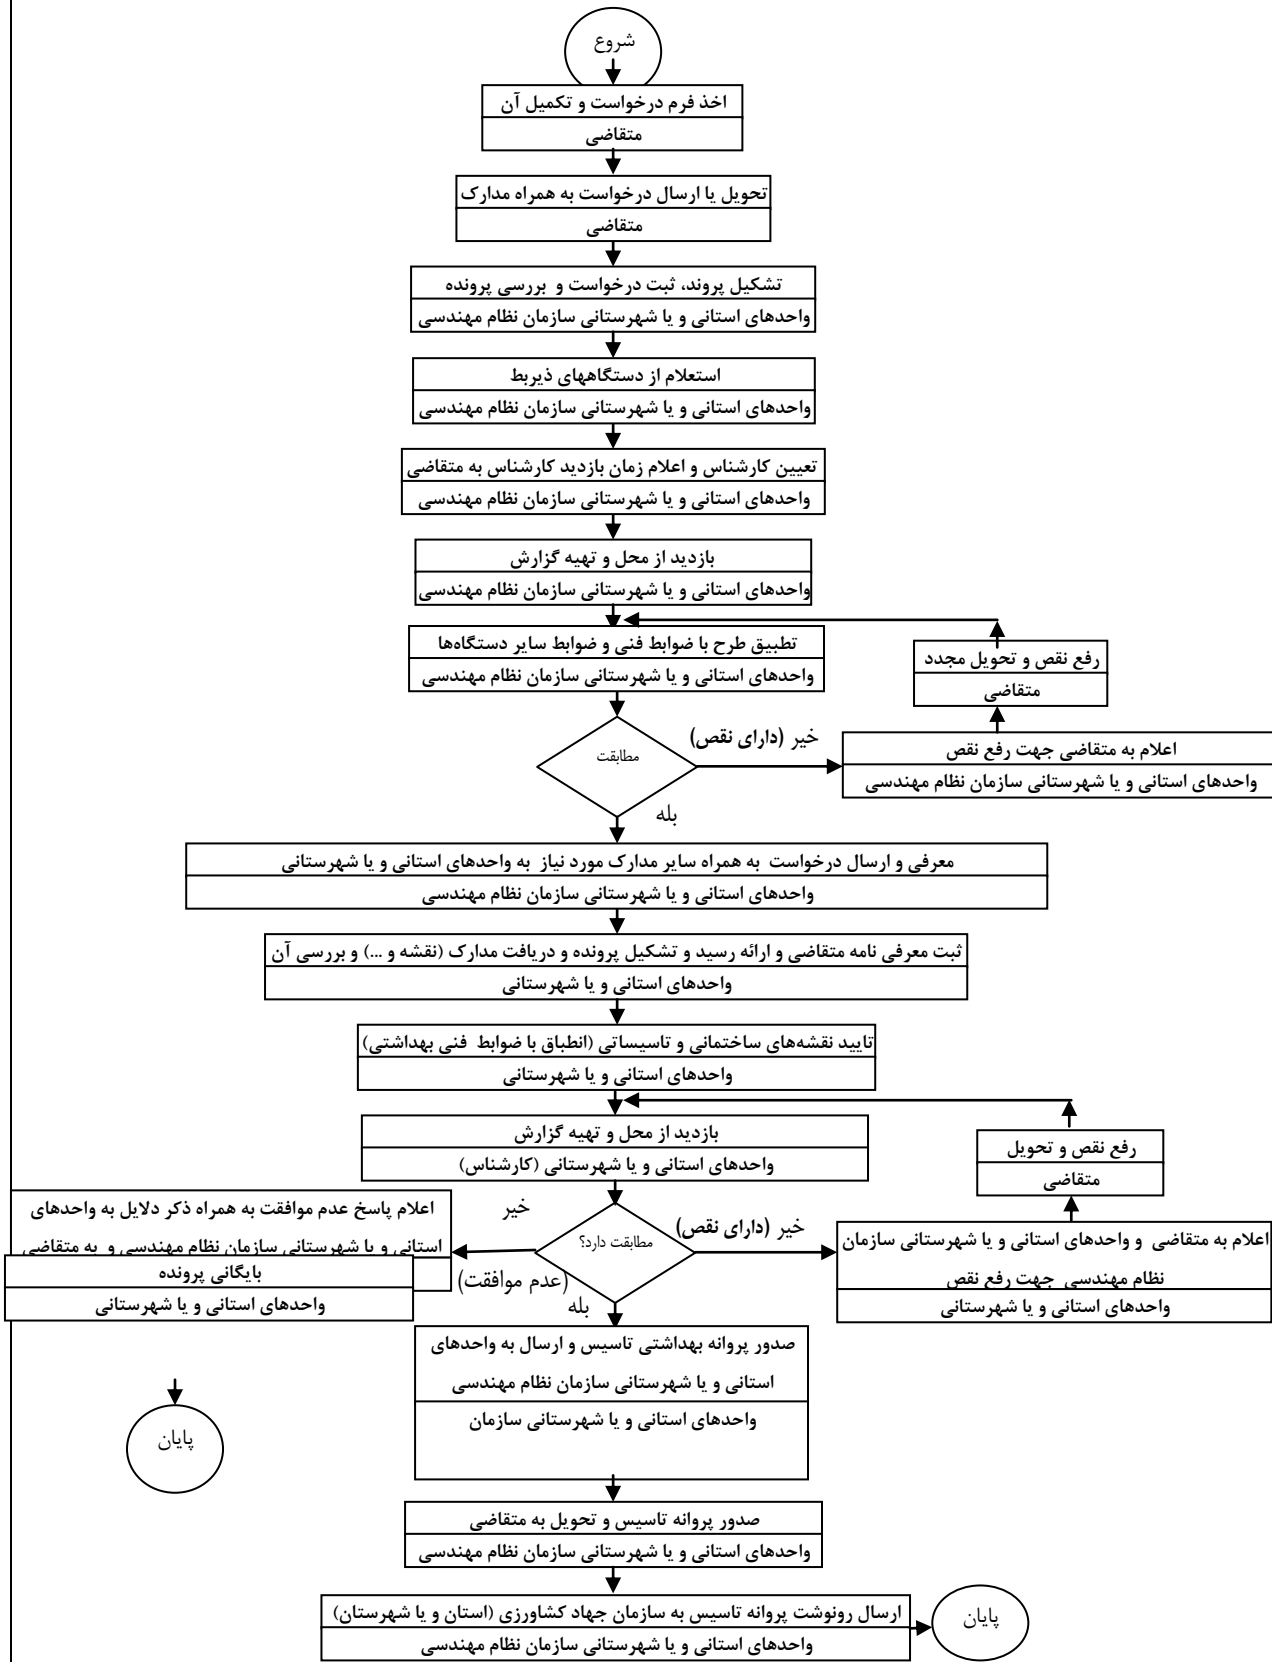 شروع
اخذ فرم درخواست و تکمیل آن
متقاضی
تحویل یا ارسال درخواست به همراه مدارک
متقاضی
تشکیل پروند، ثبت درخواست و بررسی پرونده
واحدهای استانی و یا شهرستانی سازمان نظام مهندسی
استعلام از دستگاههای ذیربط
واحدهای استانی و یا شهرستانی سازمان نظام مهندسی
تعیین کارشناس و اعلام زمان بازدید کارشناس به متقاضی
واحدهای استانی و یا شهرستانی سازمان نظام مهندسی
بازدید از محل و تهیه گزارش
واحدهای استانی و یا شهرستانی سازمان نظام مهندسی
تطبیق طرح با ضوابط فنی و ضوابط سایر دستگاه‌ها
واحدهای استانی و یا شهرستانی سازمان نظام مهندسی
رفع نقص و تحویل مجدد
متقاضی
مطابقت
خیر (دارای نقص)
اعلام به متقاضی جهت رفع نقص
واحدهای استانی و یا شهرستانی سازمان نظام مهندسی
بله
معرفی و ارسال درخواست به همراه سایر مدارک مورد نیاز به واحدهای استانی و یا شهرستانی
واحدهای استانی و یا شهرستانی سازمان نظام مهندسی
ثبت معرفی نامه متقاضی و ارائه رسید و تشکیل پرونده و دریافت مدارک (نقشه و ...) و بررسی آن
واحدهای استانی و یا شهرستانی
تایید نقشه‌های ساختمانی و تاسیساتی (انطباق با ضوابط فنی بهداشتی)
واحدهای استانی و یا شهرستانی
بازدید از محل و تهیه گزارش
واحدهای استانی و یا شهرستانی (کارشناس)
رفع نقص و تحویل
متقاضی
مطابقت دارد؟
خیر (دارای نقص)
اعلام به متقاضی و واحدهای استانی و یا شهرستانی سازمان
نظام مهندسی جهت رفع نقص
واحدهای استانی و یا شهرستانی
خیر
(عدم موافقت)
اعلام پاسخ عدم موافقت به همراه ذکر دلایل به واحدهای
استانی و یا شهرستانی سازمان نظام مهندسی و به متقاضی
بایگانی پرونده
واحدهای استانی و یا شهرستانی
پایان
بله
صدور پروانه بهداشتی تاسیس و ارسال به واحدهای
استانی و یا شهرستانی سازمان نظام مهندسی
واحدهای استانی و یا شهرستانی سازمان
صدور پروانه تاسیس و تحویل به متقاضی
واحدهای استانی و یا شهرستانی سازمان نظام مهندسی
ارسال رونوشت پروانه تاسیس به سازمان جهاد کشاورزی (استان و یا شهرستان)
واحدهای استانی و یا شهرستانی سازمان نظام مهندسی
پایان